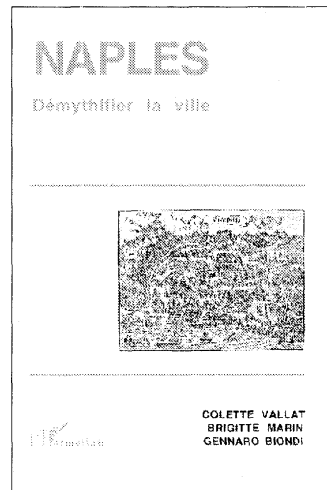 NAPLES
Démythifier la ville
COLETTE VALLAT
BRIGITTE MARIN
GENNARO BIONDI